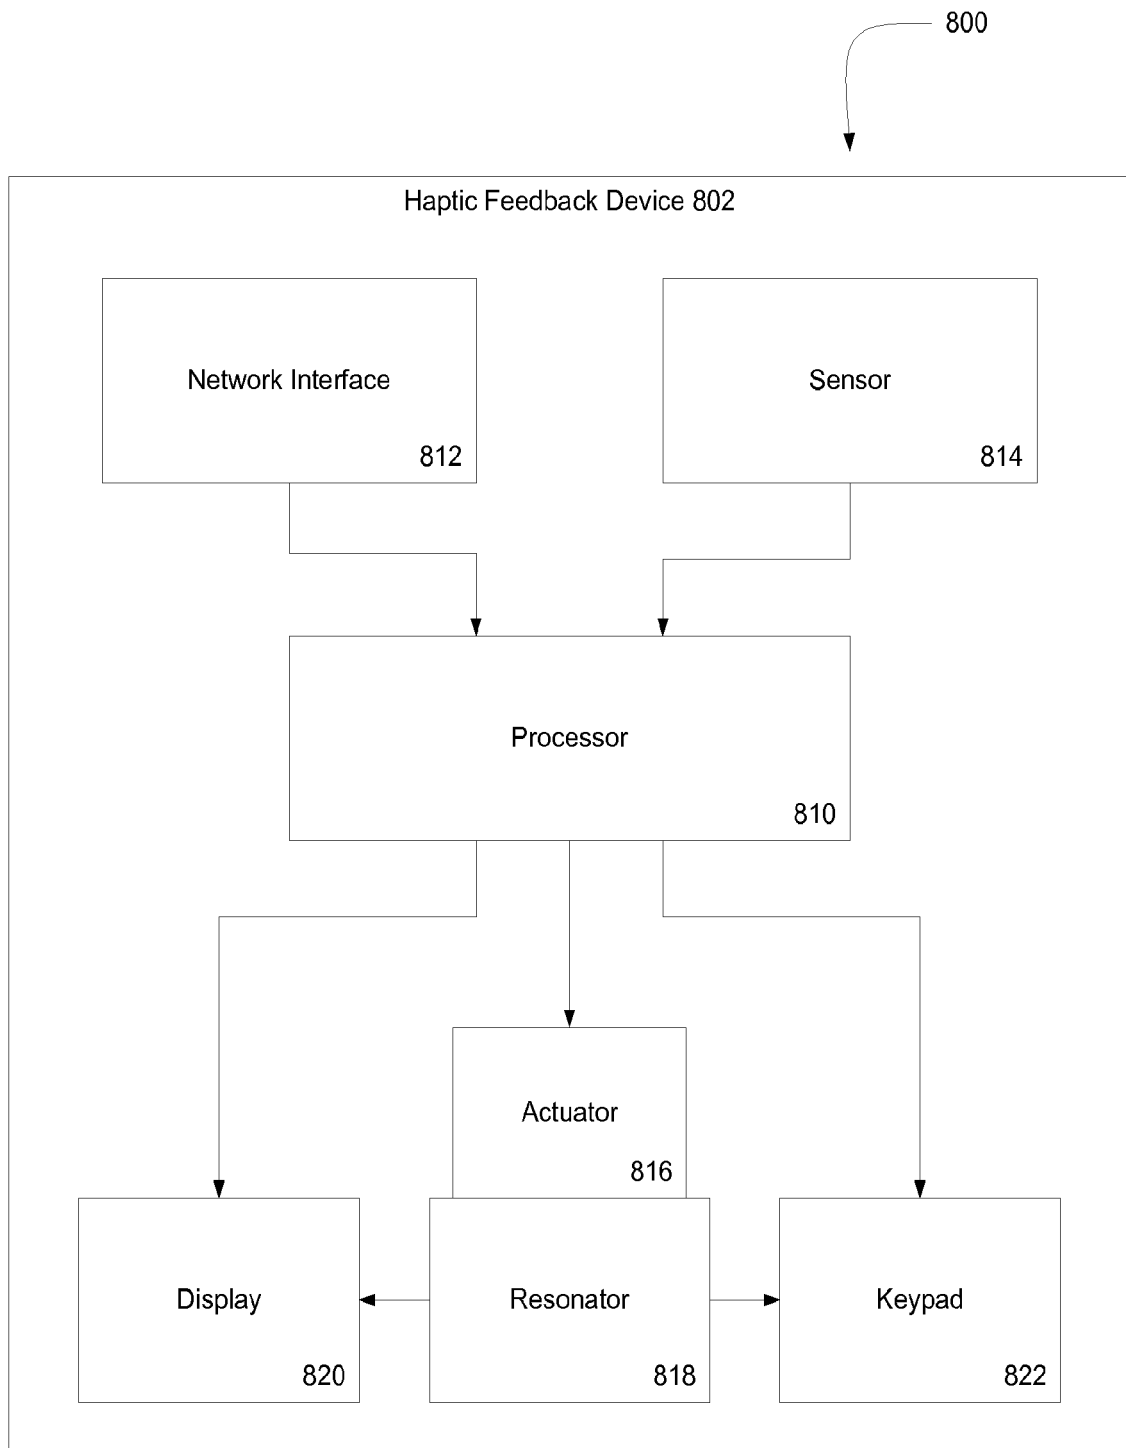 800
Haptic Feedback Device 802
Network Interface
812
Sensor
814
Processor
810
Actuator
816
Display
820
Resonator
818
Keypad
822